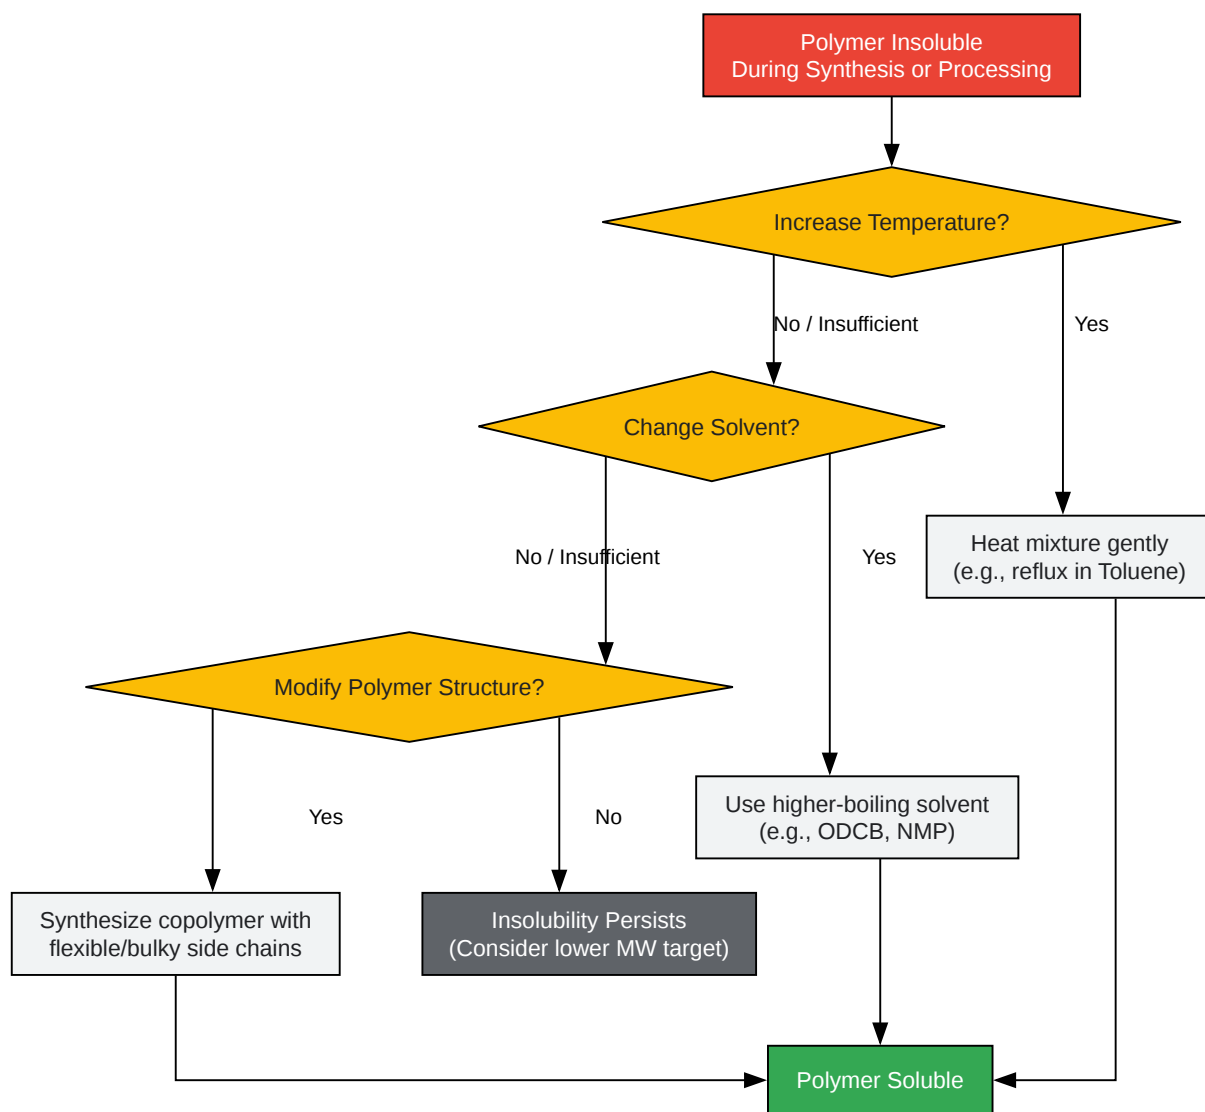 Polymer Insoluble
During Synthesis or Processing
Increase Temperature?
No / Insufficient
Yes
Change Solvent?
No / Insufficient
Yes
Heat mixture gently
(e.g., reflux in Toluene)
Modify Polymer Structure?
Yes
No
Use higher-boiling solvent
(e.g., ODCB, NMP)
Synthesize copolymer with
flexible/bulky side chains
Insolubility Persists
(Consider lower MW target)
Polymer Soluble